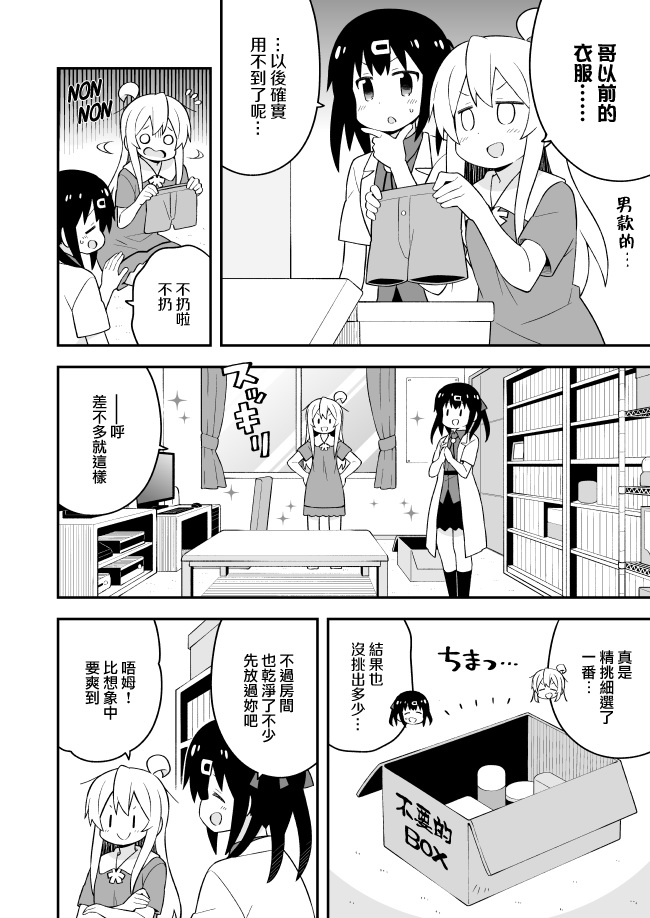 哥以前的
衣服……
男款的…
…以後確實
用不到了呢…
NON
NON
不扔啦
不扔
スッキリ
——呼
差不多就這樣
真是
精挑細選了
一番…
ちまっ…
結果也
沒挑出多少…
不要的
BOX
不過房間
也乾淨了不少
先放過妳吧
唔姆！
比想象中
要爽到